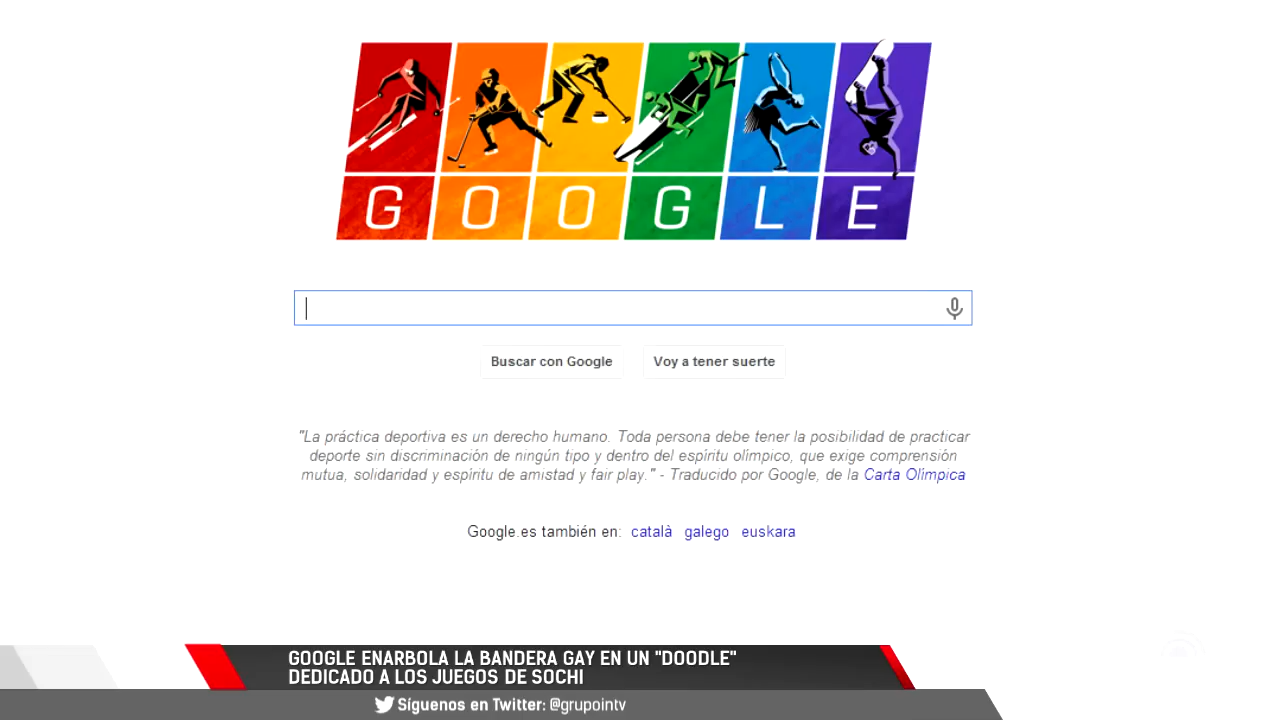 GOOGLE
Buscar con Google Voy a tener suerte
"La práctica deportiva es un derecho humano. Toda persona debe tener la posibilidad de practicar
deporte sin discriminación de ningún tipo y dentro del espíritu olímpico, que exige comprensión
mutua, solidaridad y espíritu de amistad y fair play." - Traducido por Google, de la Carta Olímpica
Google.es también en: català galego euskara
GOOGLE ENARBOLA LA BANDERA GAY EN UN "DOODLE"
DEDICADO A LOS JUEGOS DE SOCHI
Síguenos en Twitter: @grupointv